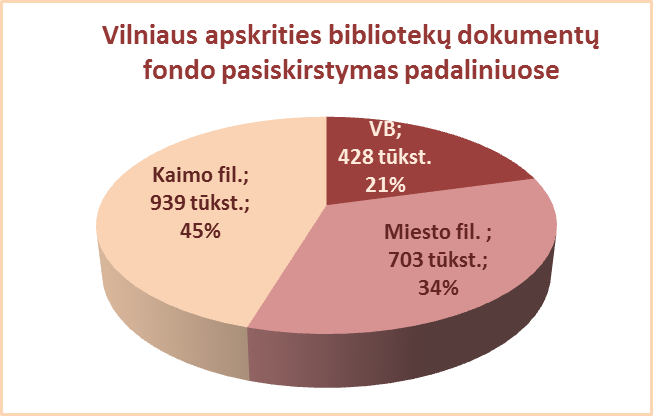 Vilniaus apskrities bibliotekų dokumentų
fondo pasiskirstymas padaliniuose
VB;
428 tūkst.
21%
Kaimo fil.;
939 tūkst.;
45%
Miesto fil. ;
703 tūkst.;
34%